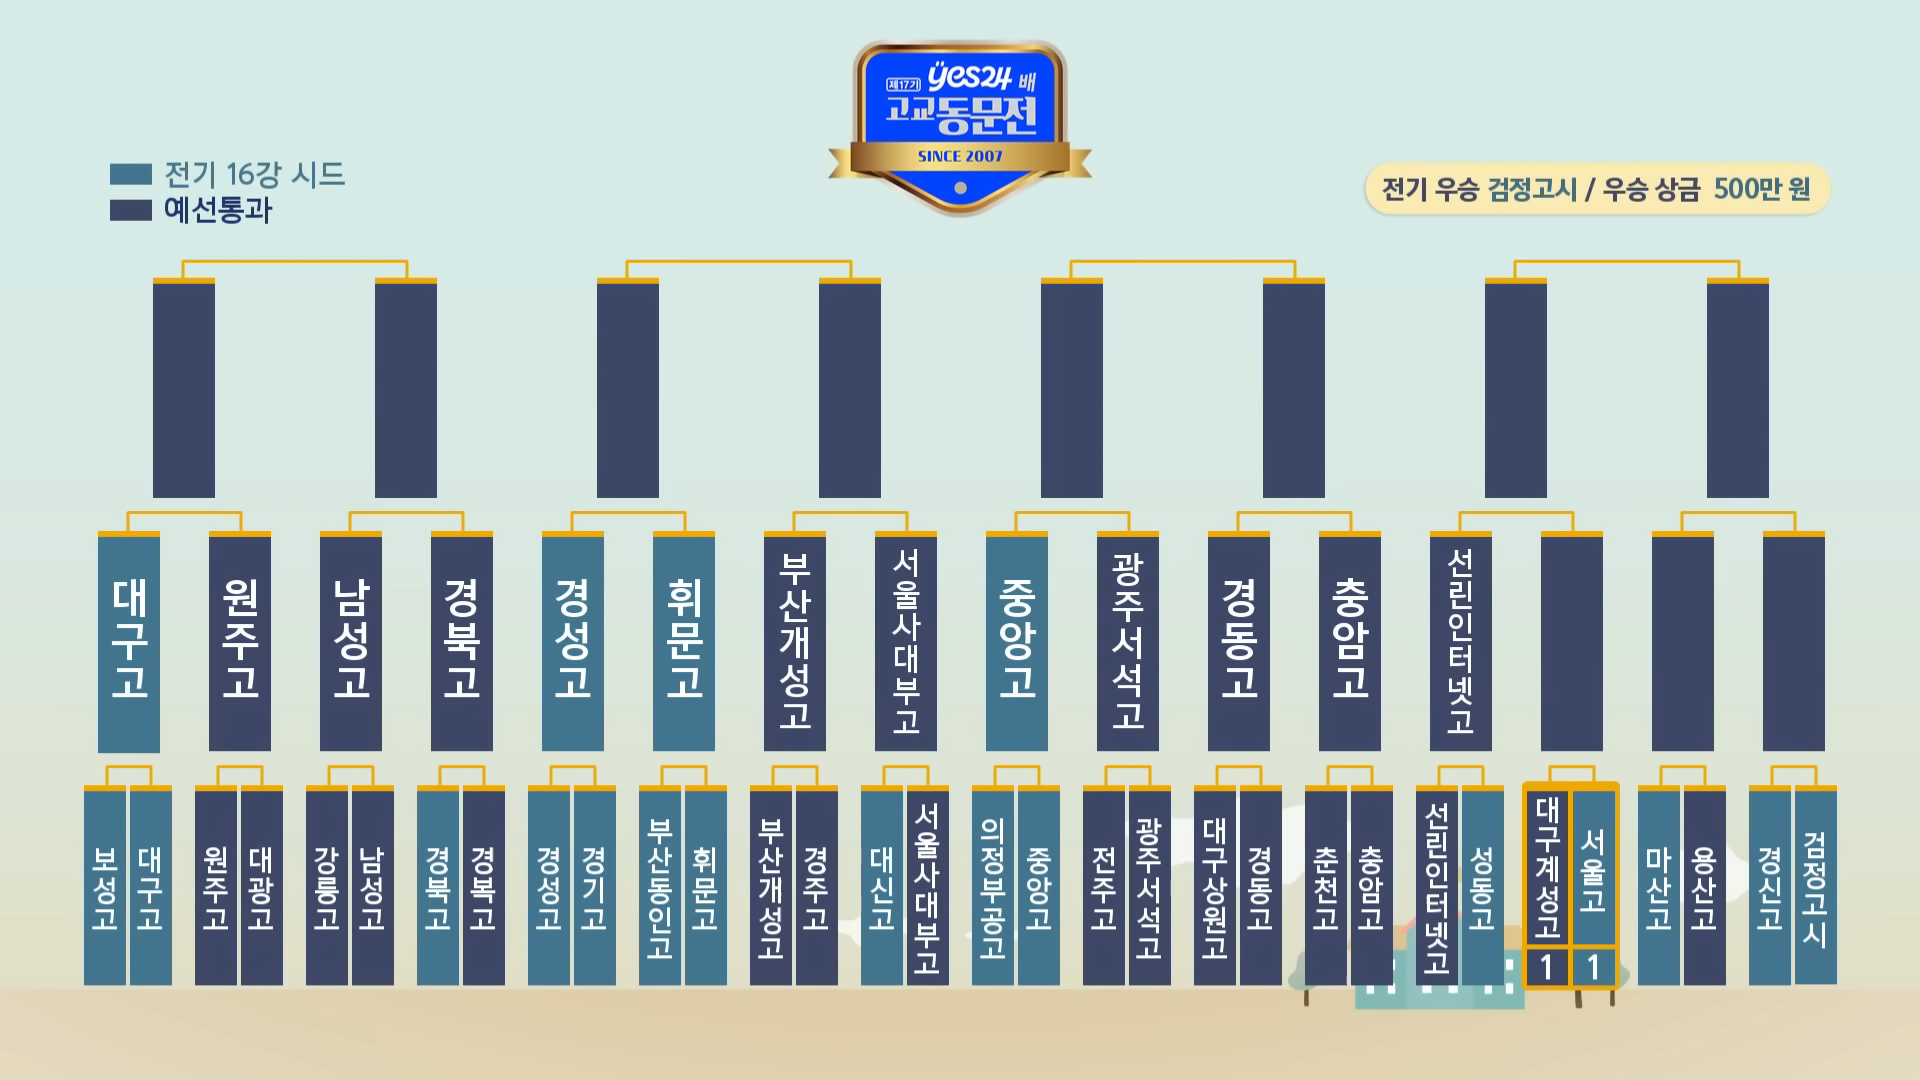 제17기 yes24 배
고교동문전
SINCE 2007
전기 16강 시드
예선통과
전기 우승 검정고시 / 우승 상금 500만 원
대구고
원주고
남성고
경북고
경성고
휘문고
부산개성고
서울사대부고
중앙고
광주서석고
경동고
충암고
선린인터넷고
보성고
대구고
원주고
대광고
강릉고
남성고
경북고
경복고
경성고
경기고
부산동인고
휘문고
부산개성고
경주고
대신고
서울사대부고
의정부공고
중앙고
전주고
광주서석고
대구상원고
경동고
춘천고
충암고
선린인터넷고
성동고
대구계성고
1
서울고
1
마산고
용산고
경신고
검정고시